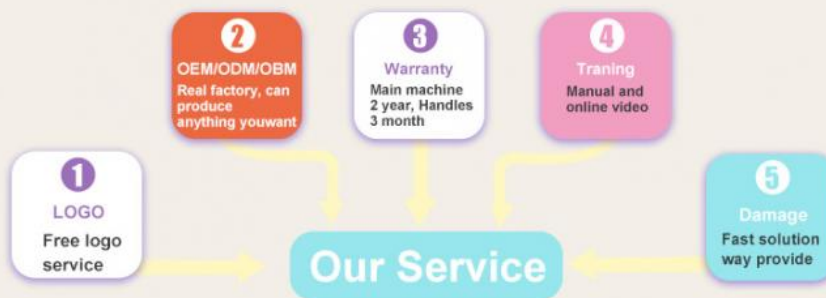 1
LOGO
Free logo
service
2
OEM/ODM/OBM
Real factory, can
produce
anything youwant
3
Warranty
Main machine
2 year, Handles
3 month
4
Traning
Manual and
online video
5
Damage
Fast solution
way provide
Our Service